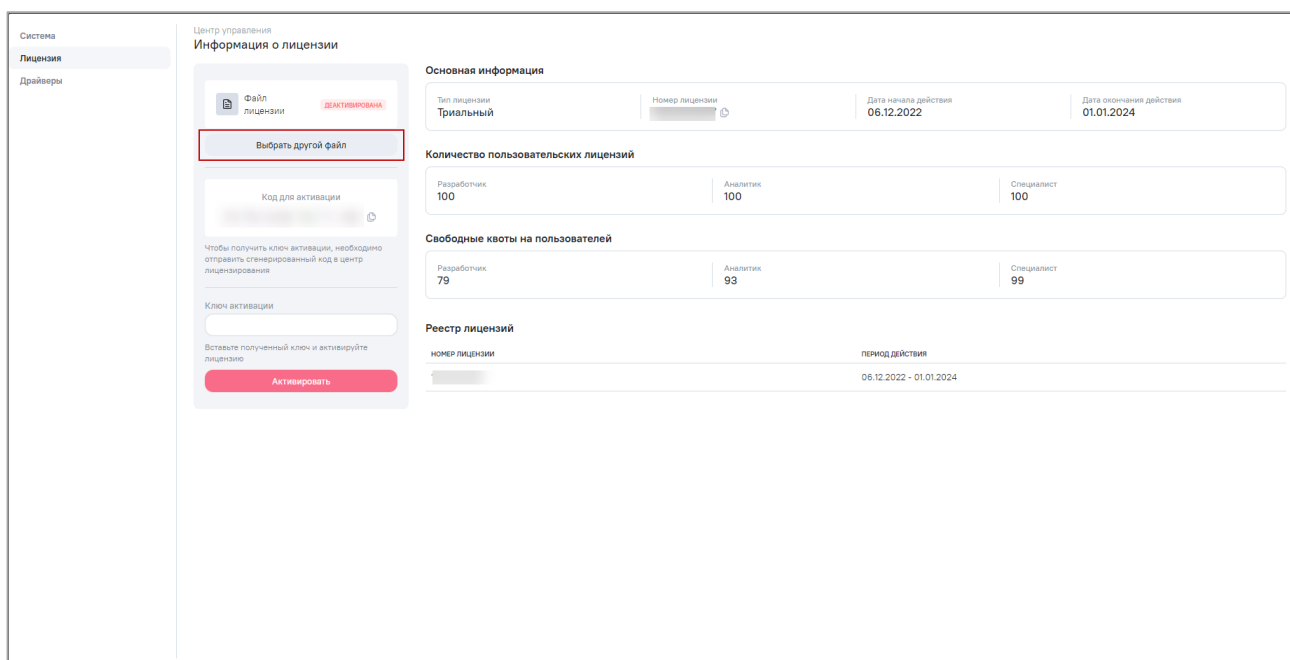 Система
Лицензия
Драйверы
Центр управления
Информация о лицензии
Файл
лицензии
ДЕАКТИВИРОВАНА
Выбрать другой файл
Код для активации
Чтобы получить ключ активации, необходимо
отправить сгенерированный код в центр
лицензирования
Ключ активации
Вставьте полученный ключ и активируйте
лицензию
Активировать
Основная информация
Тип лицензии
Триальный
Номер лицензии
Дата начала действия
06.12.2022
Дата окончания действия
01.01.2024
Количество пользовательских лицензий
Разработчик
100
Аналитик
100
Специалист
100
Свободные квоты на пользователей
Разработчик
79
Аналитик
93
Специалист
99
Реестр лицензий
НОМЕР ЛИЦЕНЗИИ
ПЕРИОД ДЕЙСТВИЯ
06.12.2022 - 01.01.2024